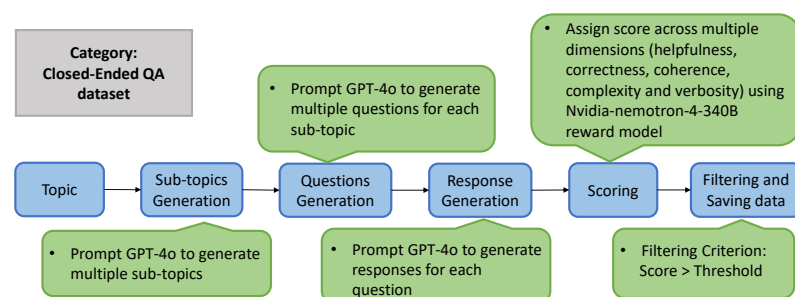 Category:
Closed-Ended QA
dataset
• Prompt GPT-4o to generate
multiple questions for each
sub-topic
• Assign score across multiple
dimensions (helpfulness,
correctness, coherence,
complexity and verbosity) using
Nvidia-nemotron-4-340B
reward model
Topic
Sub-topics
Generation
Questions
Generation
Response
Generation
Scoring
Filtering and
Saving data
• Prompt GPT-4o to generate
multiple sub-topics
• Prompt GPT-4o to generate
responses for each
question
• Filtering Criterion:
Score > Threshold